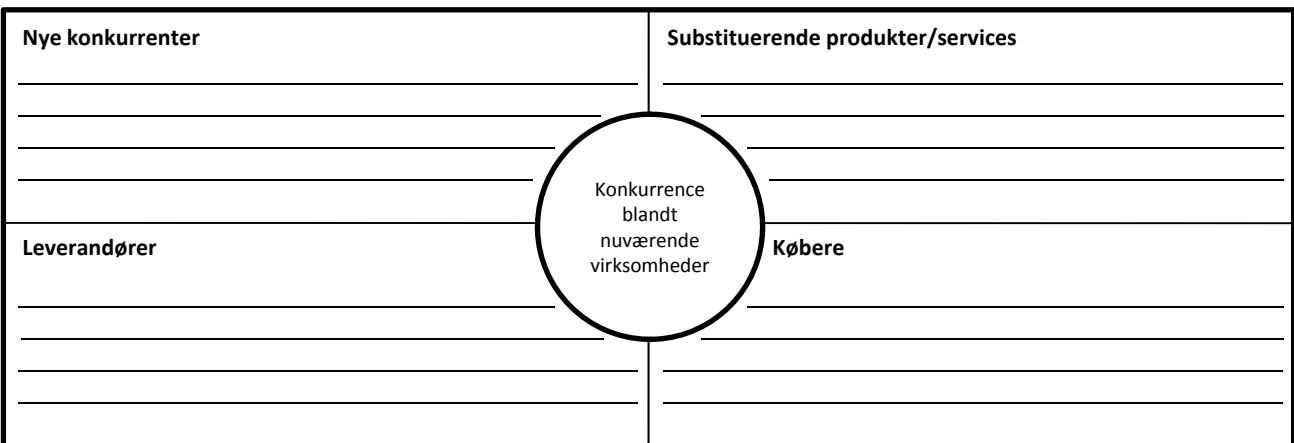 Nye konkurrenter
Substituerende produkter/services
Konkurrence
blandt
nuværende
virksomheder
Leverandører
Købere